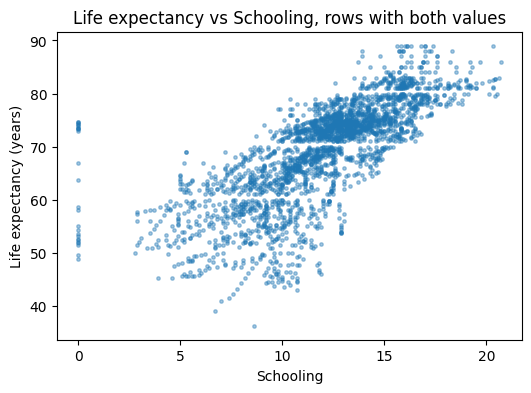 Life expectancy vs Schooling, rows with both values
Life expectancy (years)
90
80
70
60
50
40
0 5 10 15 20
Schooling